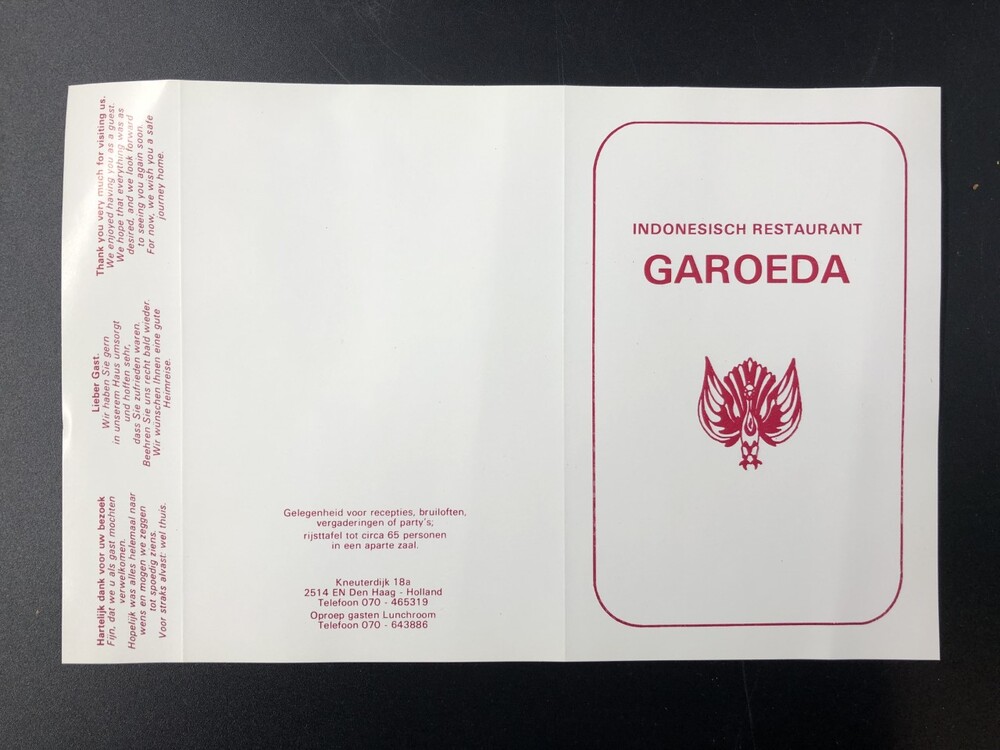 Thank you very much for visiting us.
We enjoyed having you as a guest.
We hope that everything was as
desired, and we look forward
to seeing you again soon.
For now, we wish you a safe
journey home.
Lieber Gast.
Wir haben Sie gern
in unserem Haus umsorgt
und hoffen sehr,
dass Sie zufrieden waren.
Beehren Sie uns recht bald wieder.
Wir wünschen Ihnen eine gute
Heimreise.
Hartelijk dank voor uw bezoek
Fijn, dat we u als gast mochten
verwelkomen.
Hopelijk was alles helemaal naar
wens en mogen we zeggen
tot spoedig ziens.
Voor straks alvast: wel thuis.
Gelegenheid voor recepties, bruiloften,
vergaderingen of party's;
rijsttafel tot circa 65 personen
in een aparte zaal.
Kneuterdijk 18a
2514 EN Den Haag - Holland
Telefoon 070 - 465319
Oproep gasten Lunchroom
Telefoon 070 - 643886
INDONESISCH RESTAURANT
GAROEDA